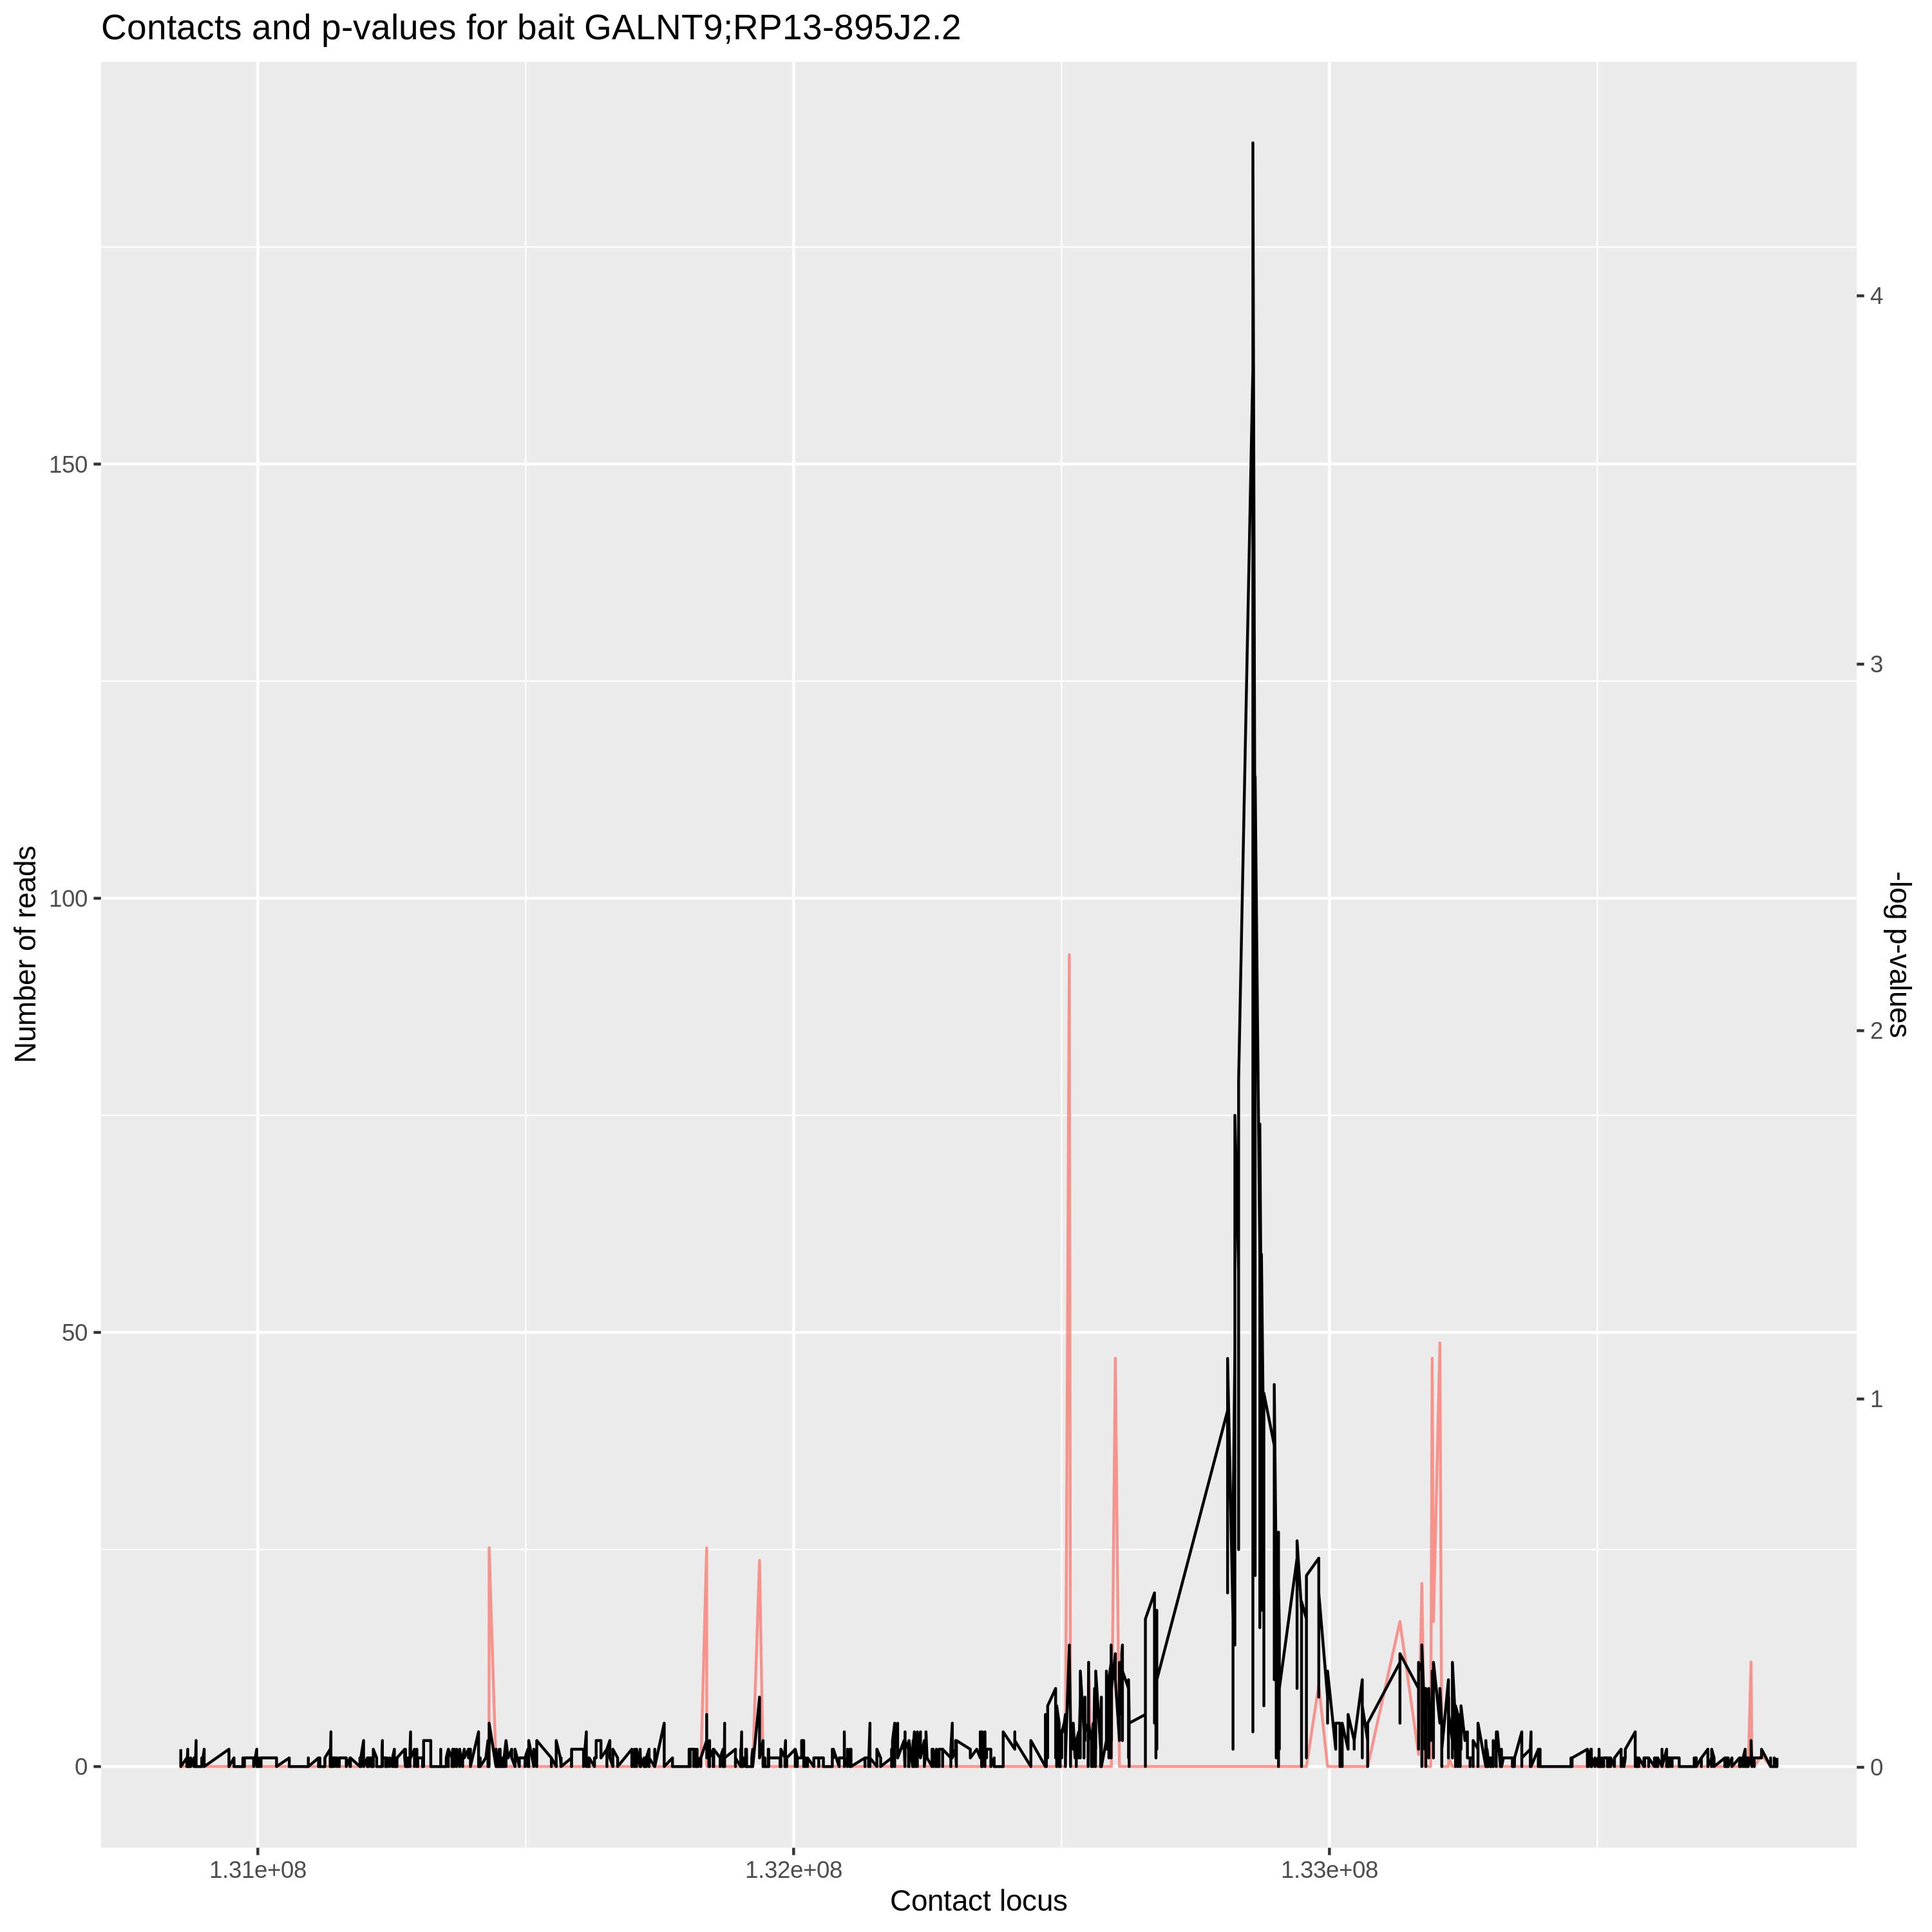 Contacts and p-values for bait GALNT9;RP13-895J2.2
Number of reads
150
100
50
0
4
3
2
1
0
-log p-values
1.31e+08 1.32e+08 1.33e+08
Contact locus